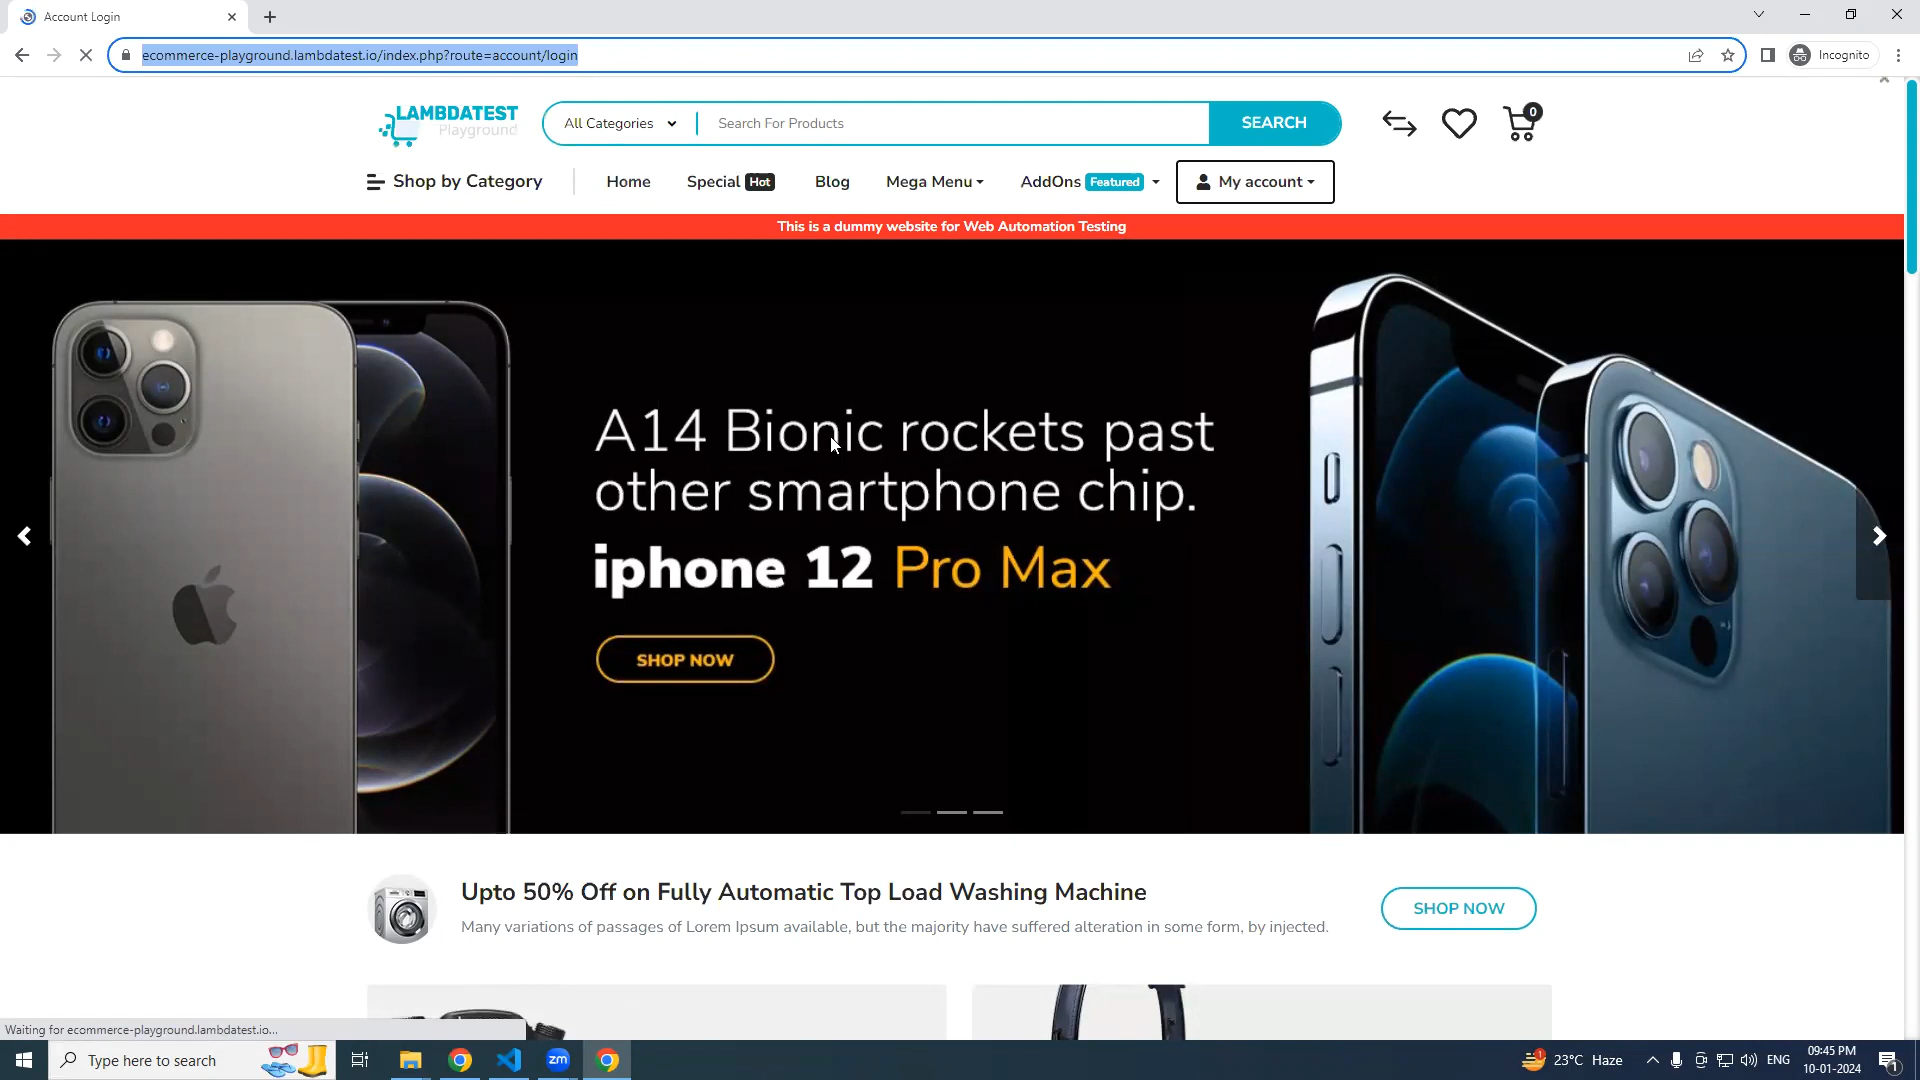 Account Login
ecommerce-playground.lambdatest.io/index.php?route=account/login
Incognito
LAMBDATEST
Playground
All Categories
Search For Products
SEARCH
0
Shop by Category
Home
Special Hot
Blog
Mega Menu
AddOns Featured
My account
This is a dummy website for Web Automation Testing
A14 Bionic rockets past
other smartphone chip.
iphone 12 Pro Max
SHOP NOW
Upto 50% Off on Fully Automatic Top Load Washing Machine
Many variations of passages of Lorem Ipsum available, but the majority have suffered alteration in some form, by injected.
SHOP NOW
Waiting for ecommerce-playground.lambdatest.io...
Type here to search
zm
1
23°C Haze
ENG
09:45 PM
10-01-2024
1